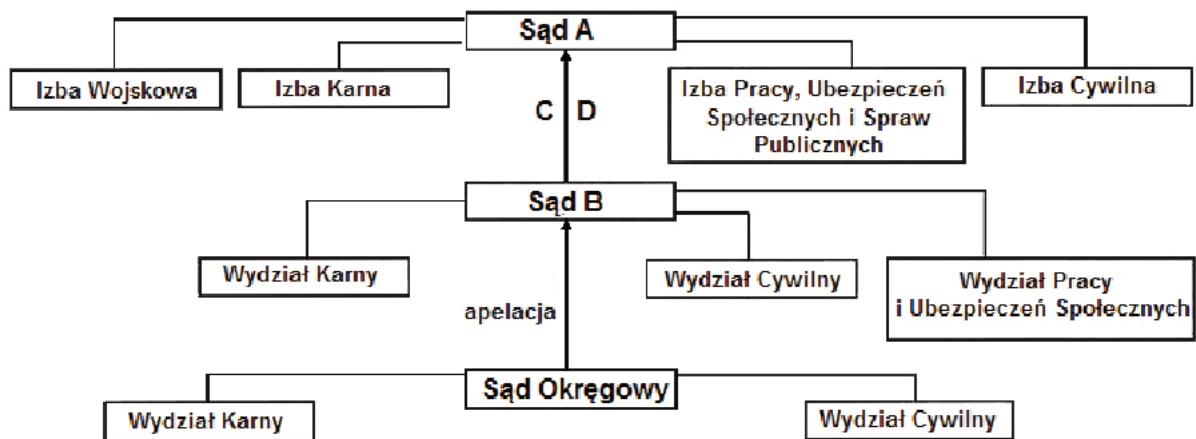 Sąd A
Izba Wojskowa
Izba Karna
Izba Pracy, Ubezpieczeń
Społecznych i Spraw
Publicznych
Izba Cywilna
C D
Sąd B
Wydział Karny
Wydział Cywilny
Wydział Pracy
i Ubezpieczeń Społecznych
apelacja
Sąd Okręgowy
Wydział Karny
Wydział Cywilny